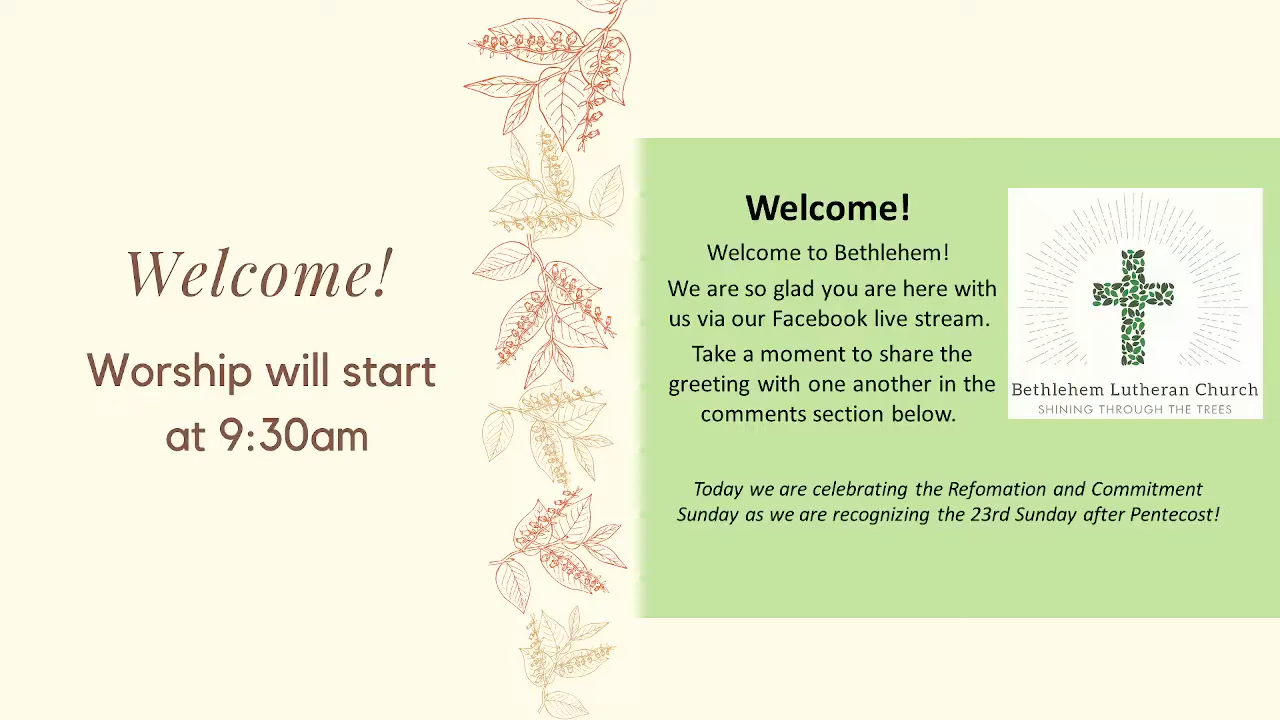 Welcome!
Worship will start
at 9:30am
Welcome!
Welcome to Bethlehem!
We are so glad you are here with
us via our Facebook live stream.
Take a moment to share the
greeting with one another in the
comments section below.
Today we are celebrating the Refomation and Commitment
Sunday as we are recognizing the 23rd Sunday after Pentecost!
Bethlehem Lutheran Church
SHINING THROUGH THE TREES